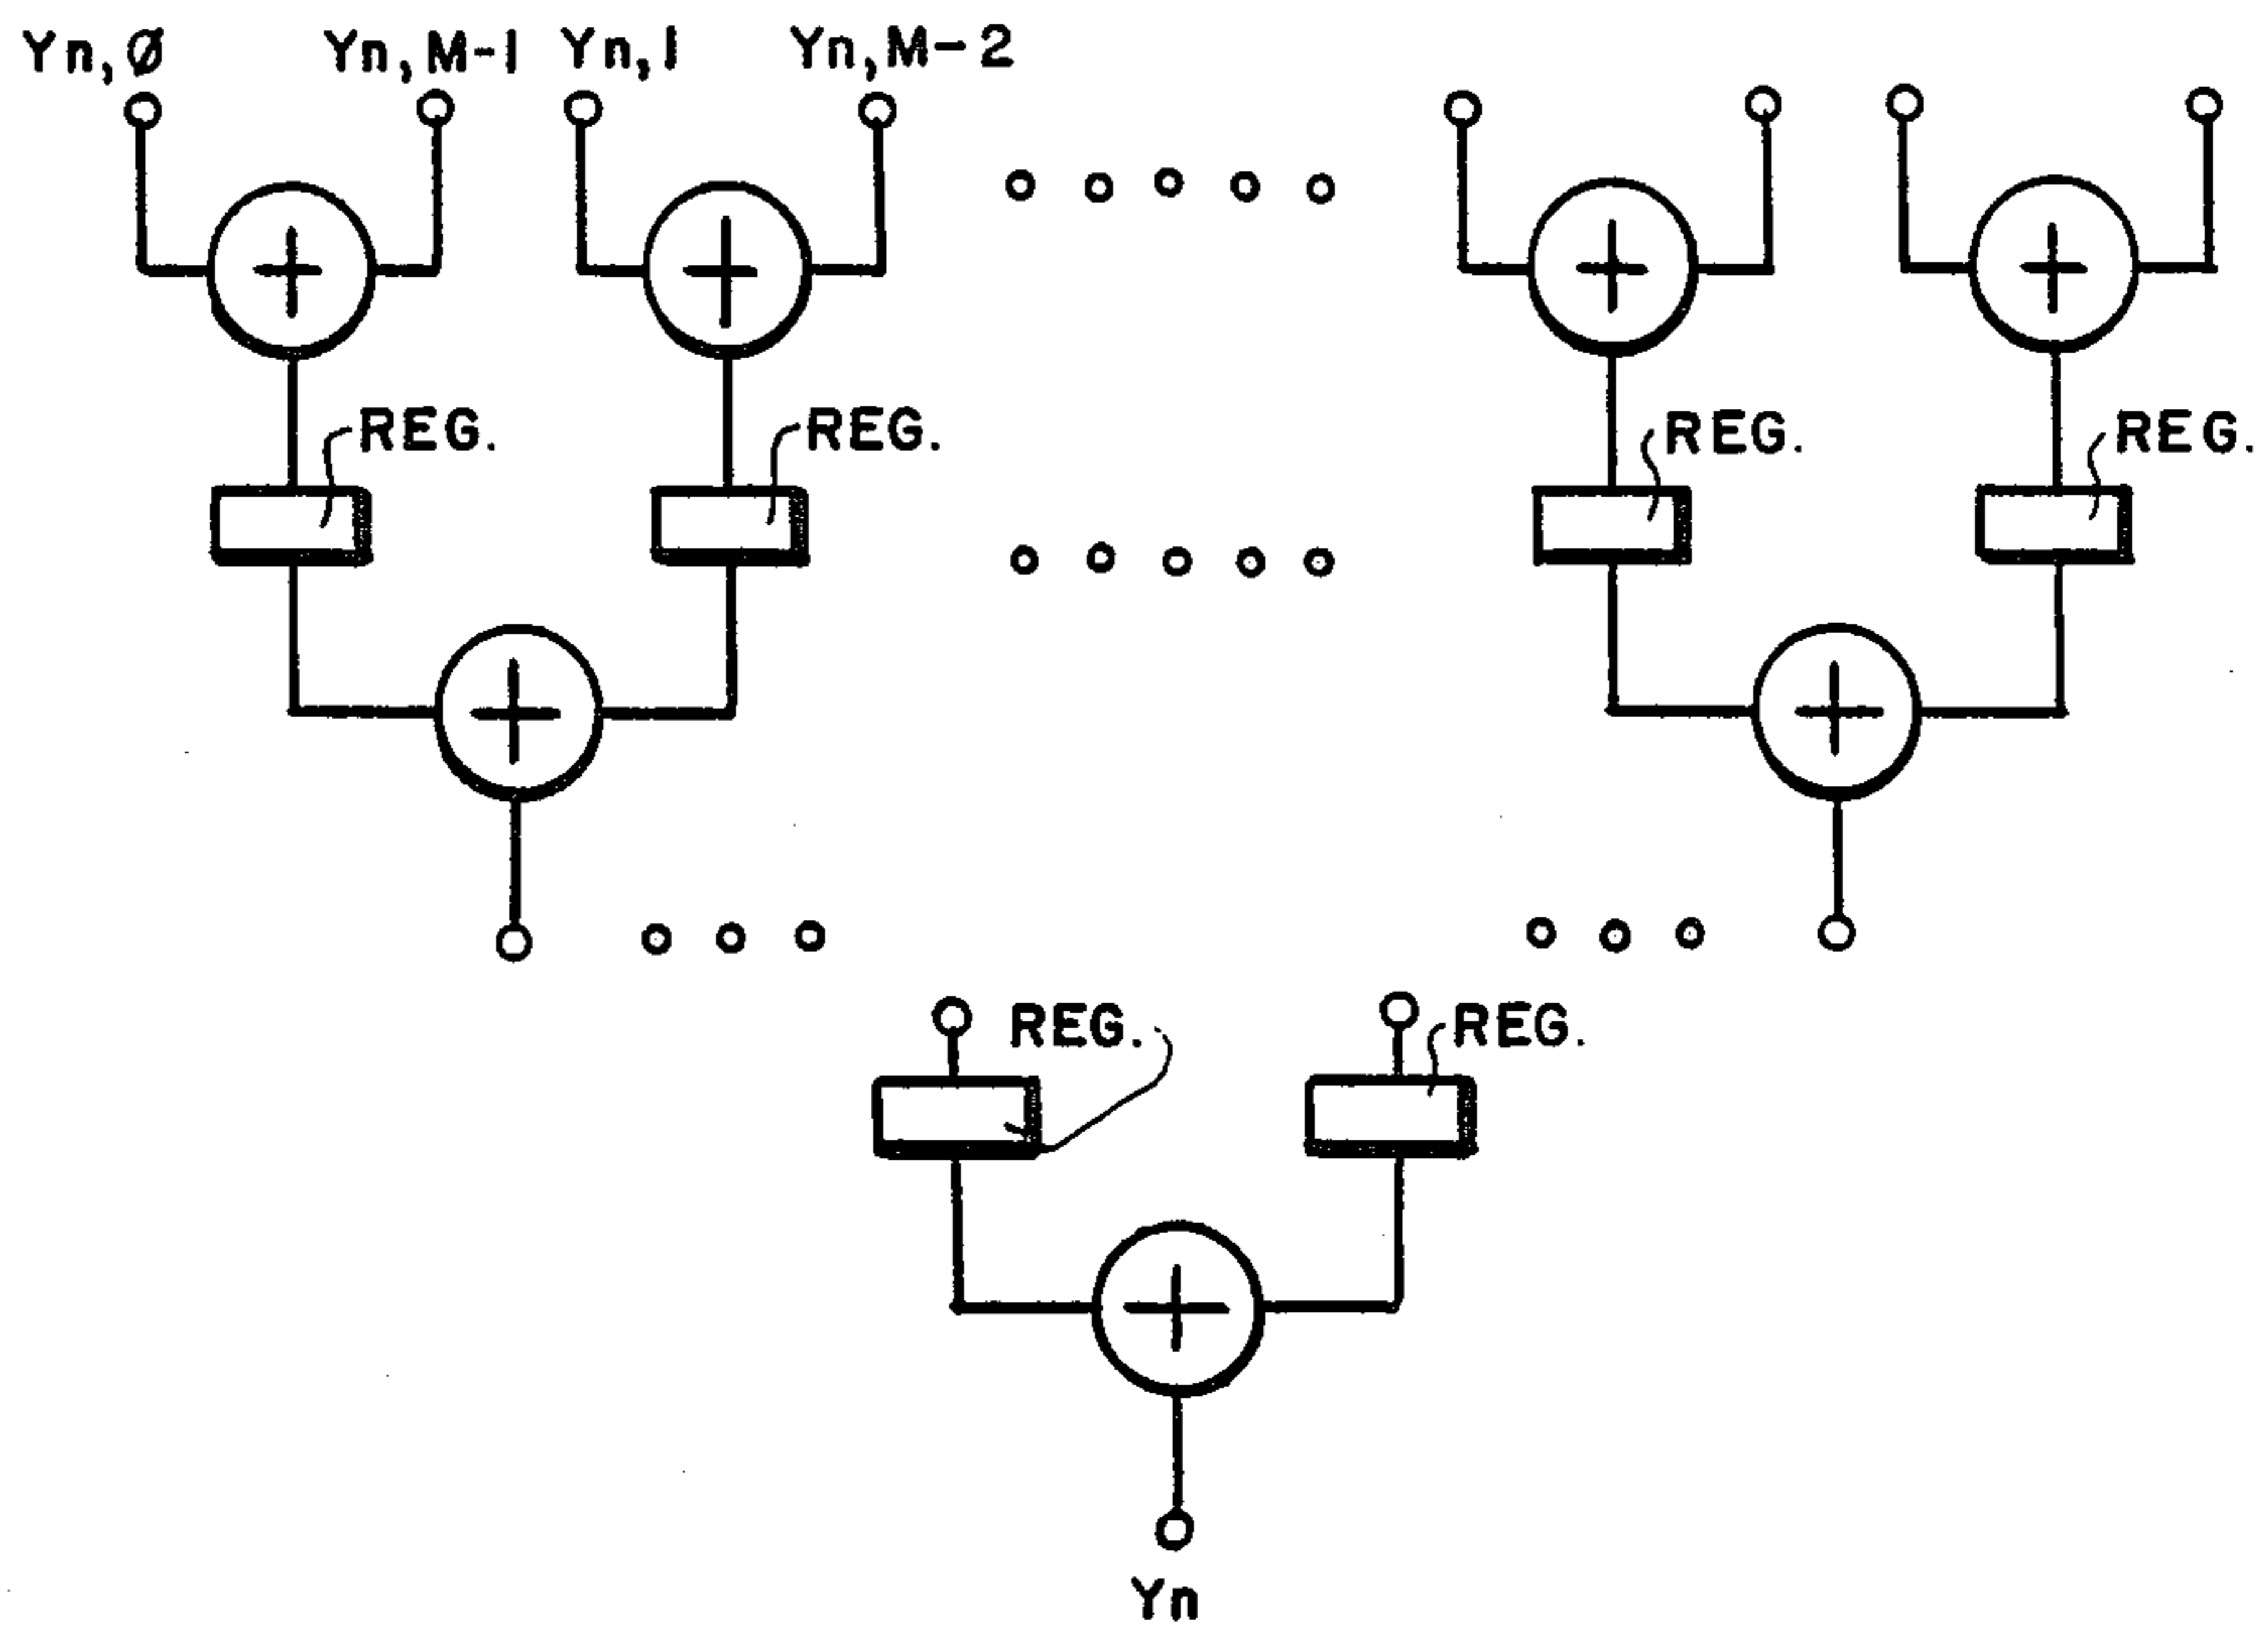 Yn,Ø Yn,M-1 Yn,1 Yn,M-2
REG. REG. REG. REG.
REG. REG.
Yn